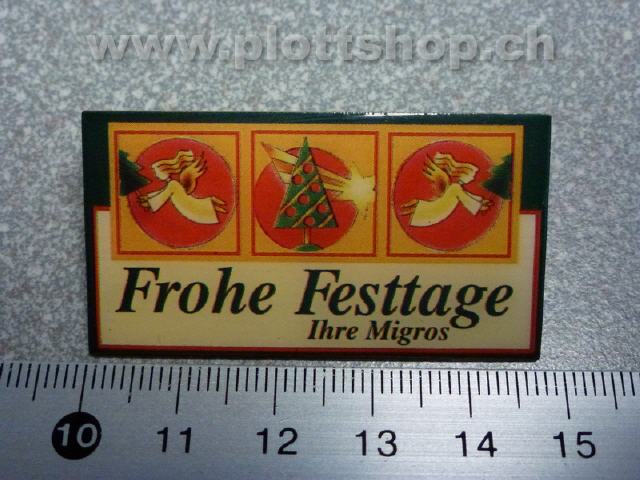 www.plottshop.ch
Frohe Festtage
Ihre Migros
10 11 12 13 14 15